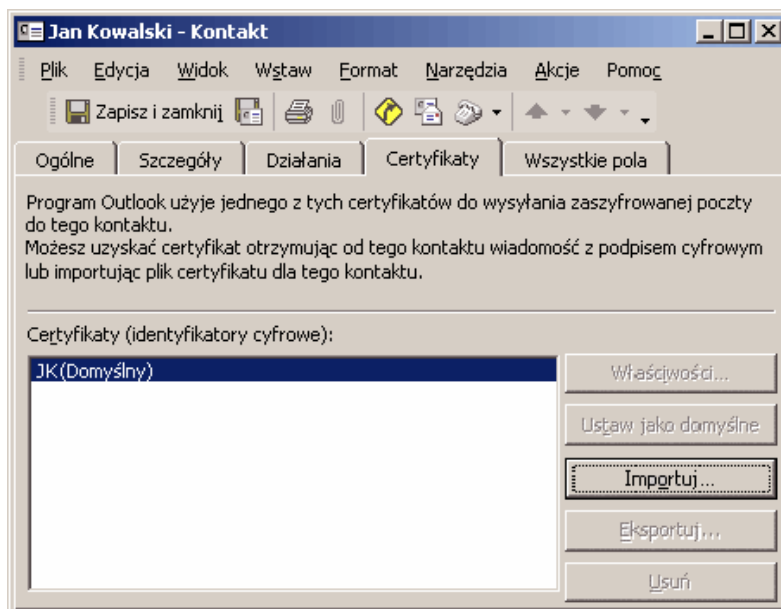 Jan Kowalski - Kontakt
Plik Edycja Widok Wstaw Format Narzędzia Akcje Pomoc
Zapisz i zamknij
Ogólne Szczegóły Działania Certyfikaty Wszystkie pola
Program Outlook użyje jednego z tych certyfikatów do wysyłania zaszyfrowanej poczty
do tego kontaktu.
Możesz uzyskać certyfikat otrzymując od tego kontaktu wiadomość z podpisem cyfrowym
lub importując plik certyfikatu dla tego kontaktu.
Certyfikaty (identyfikatory cyfrowe):
JK(Domyślny)
Właściwości...
Ustaw jako domyślne
Importuj...
Eksportuj...
Usuń